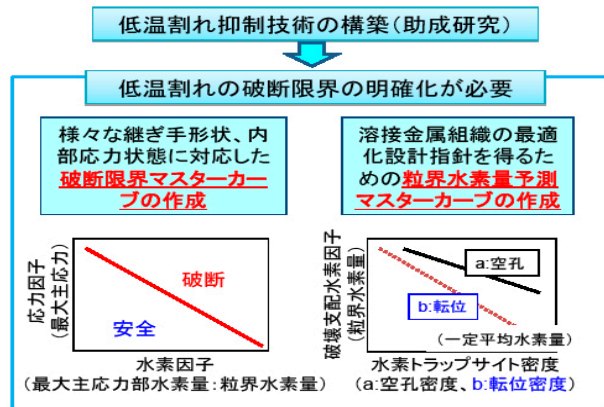 低温割れ抑制技術の構築(助成研究)
低温割れの破断限界の明確化が必要
様々な継ぎ手形状、内
部応力状態に対応した
破断限界マスターカー
ブの作成
溶接金属組織の最適
化設計指針を得るた
めの粒界水素量予測
マスターカーブの作成
応力因子
(最大主応力)
破断
安全
水素因子
(最大主応力部水素量:粒界水素量)
破壊支配水素因子
(粒界水素量)
a:空孔
b:転位
(一定平均水素量)
水素トラップサイト密度
(a:空孔密度、b:転位密度)